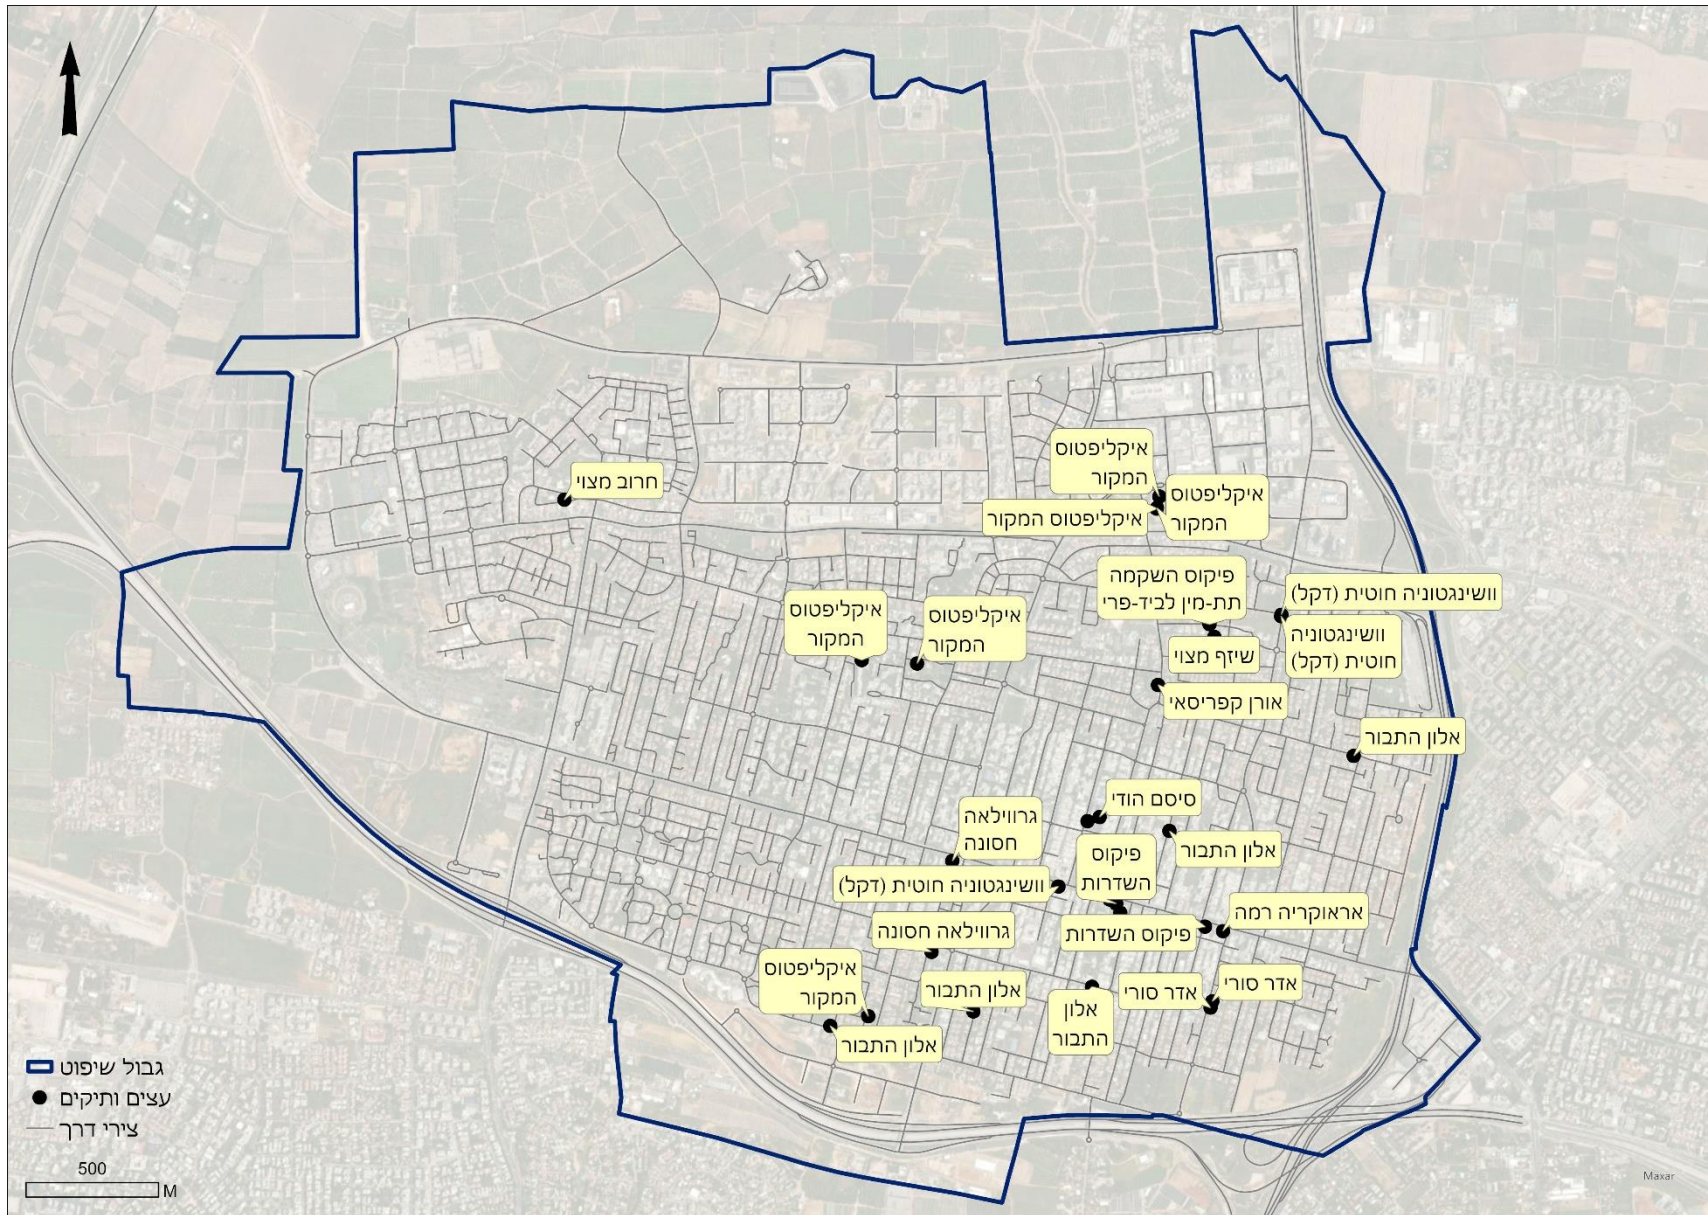 איקליפטוס
המקור
חרוב מצוי
איקליפטוס
המקור
איקליפטוס המקור
פיקוס השקמה
תת-מין לביד-פרי
וושינגטוניה חוטית (דקל)
איקליפטוס
המקור
איקליפטוס
המקור
וושינגטוניה
חוטית (דקל)
שיזף מצוי
אורן קפריסאי
אלון התבור
סיסם הודי
גרווילאה
חסונה
אלון התבור
פיקוס
השדרות
וושינגטוניה חוטית (דקל)
אראוקריה רמה
פיקוס השדרות
גרווילאה חסונה
איקליפטוס
המקור
אלון התבור
אדר סורי
אדר סורי
אלון
התבור
אלון התבור
גבול שיפוט
עצים ותיקים
צירי דרך
500
M
Maxar